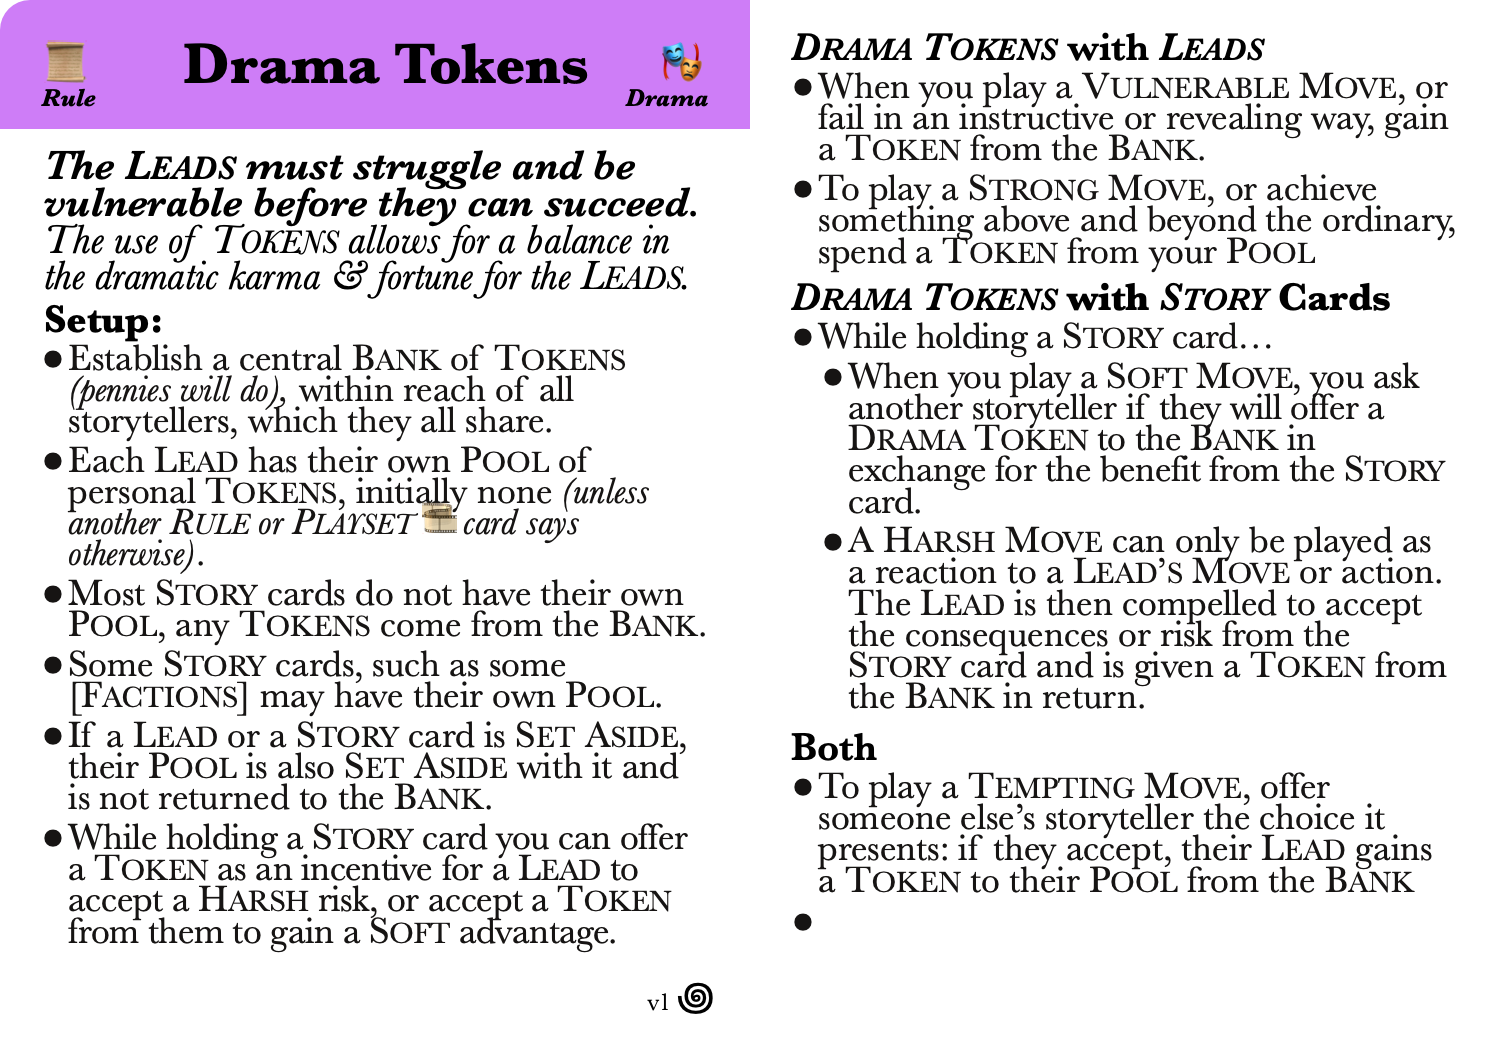 Drama Tokens
Rule
Drama
The LEADS must struggle and be
vulnerable before they can succeed.
The use of TOKENS allows for a balance in
the dramatic karma & fortune for the LEADS.
Setup:
●Establish a central BANK of TOKENS
(pennies will do), within reach of all
storytellers, which they all share.
●Each LEAD has their own POOL of
personal TOKENS, initially none (unless
another RULE or PLAYSET card says
otherwise).
●Most STORY cards do not have their own
POOL, any TOKENS come from the BANK.
●Some STORY cards, such as some
[FACTIONS] may have their own POOL.
●If a LEAD or a STORY card is SET ASIDE,
their POOL is also SET ASIDE with it and
is not returned to the BANK.
●While holding a STORY card you can offer
a TOKEN as an incentive for a LEAD to
accept a HARSH risk, or accept a TOKEN
from them to gain a SOFT advantage.
v1
DRAMA TOKENS with LEADS
●When you play a VULNERABLE MOVE, or
fail in an instructive or revealing way, gain
a TOKEN from the BANK.
●To play a STRONG MOVE, or achieve
something above and beyond the ordinary,
spend a TOKEN from your POOL
DRAMA TOKENS with STORY Cards
●While holding a STORY card…
●When you play a SOFT MOVE, you ask
another storyteller if they will offer a
DRAMA TOKEN to the BANK in
exchange for the benefit from the STORY
card.
●A HARSH MOVE can only be played as
a reaction to a LEAD'S MOVE or action.
The LEAD is then compelled to accept
the consequences or risk from the
STORY card and is given a TOKEN from
the BANK in return.
Both
●To play a TEMPTING MOVE, offer
someone else's storyteller the choice it
presents: if they accept, their LEAD gains
a TOKEN to their POOL from the BANK
●